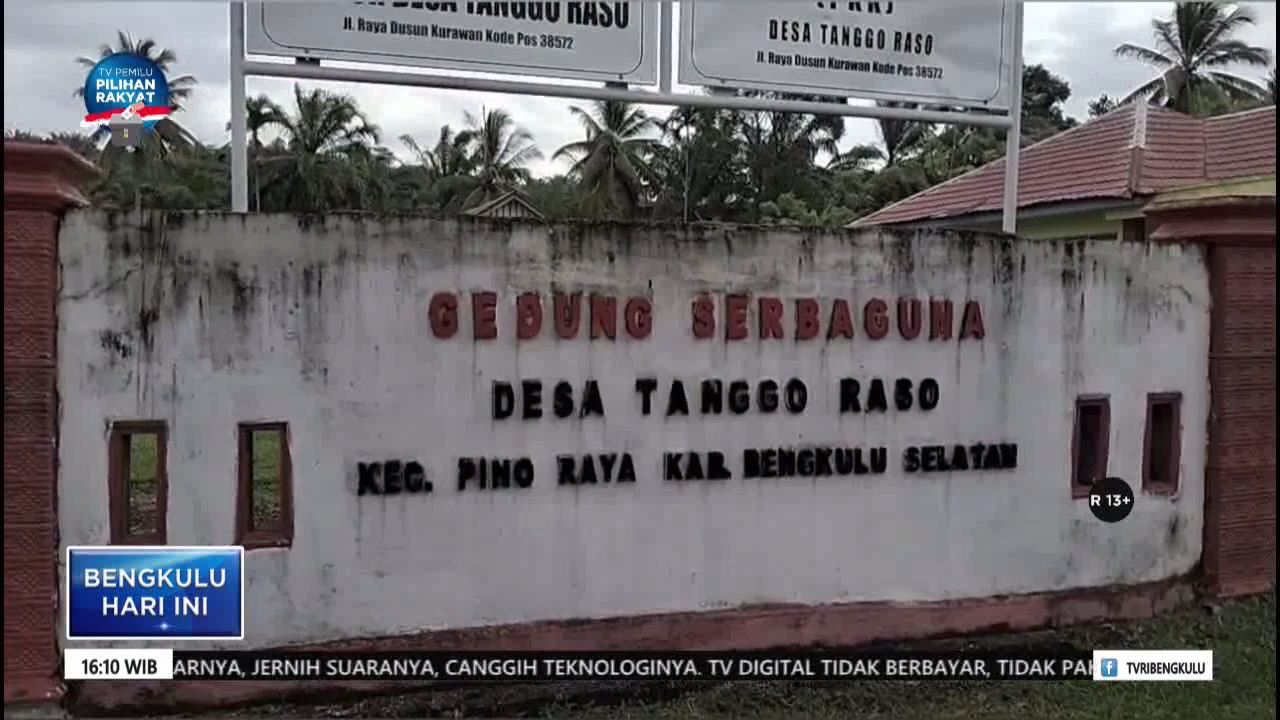 DESA TANGGO RASO
Jl. Raya Dusun Kurawan Kode Pos 38572
(PKK)
DESA TANGGO RASO
Jl. Raya Dusun Kurawan Kode Pos 38572
TV PEMILU
PILIHAN
RAKYAT
GEDUNG SERBAGUNA
DESA TANGGO RASO
KEC. PINO RAYA KAB. BENGKULU SELATAN
R 13+
BENGKULU
HARI INI
16:10 WIB
ARNYA, JERNIH SUARANYA, CANGGIH TEKNOLOGINYA. TV DIGITAL TIDAK BERBAYAR, TIDAK PAK
TVRIBENGKULU